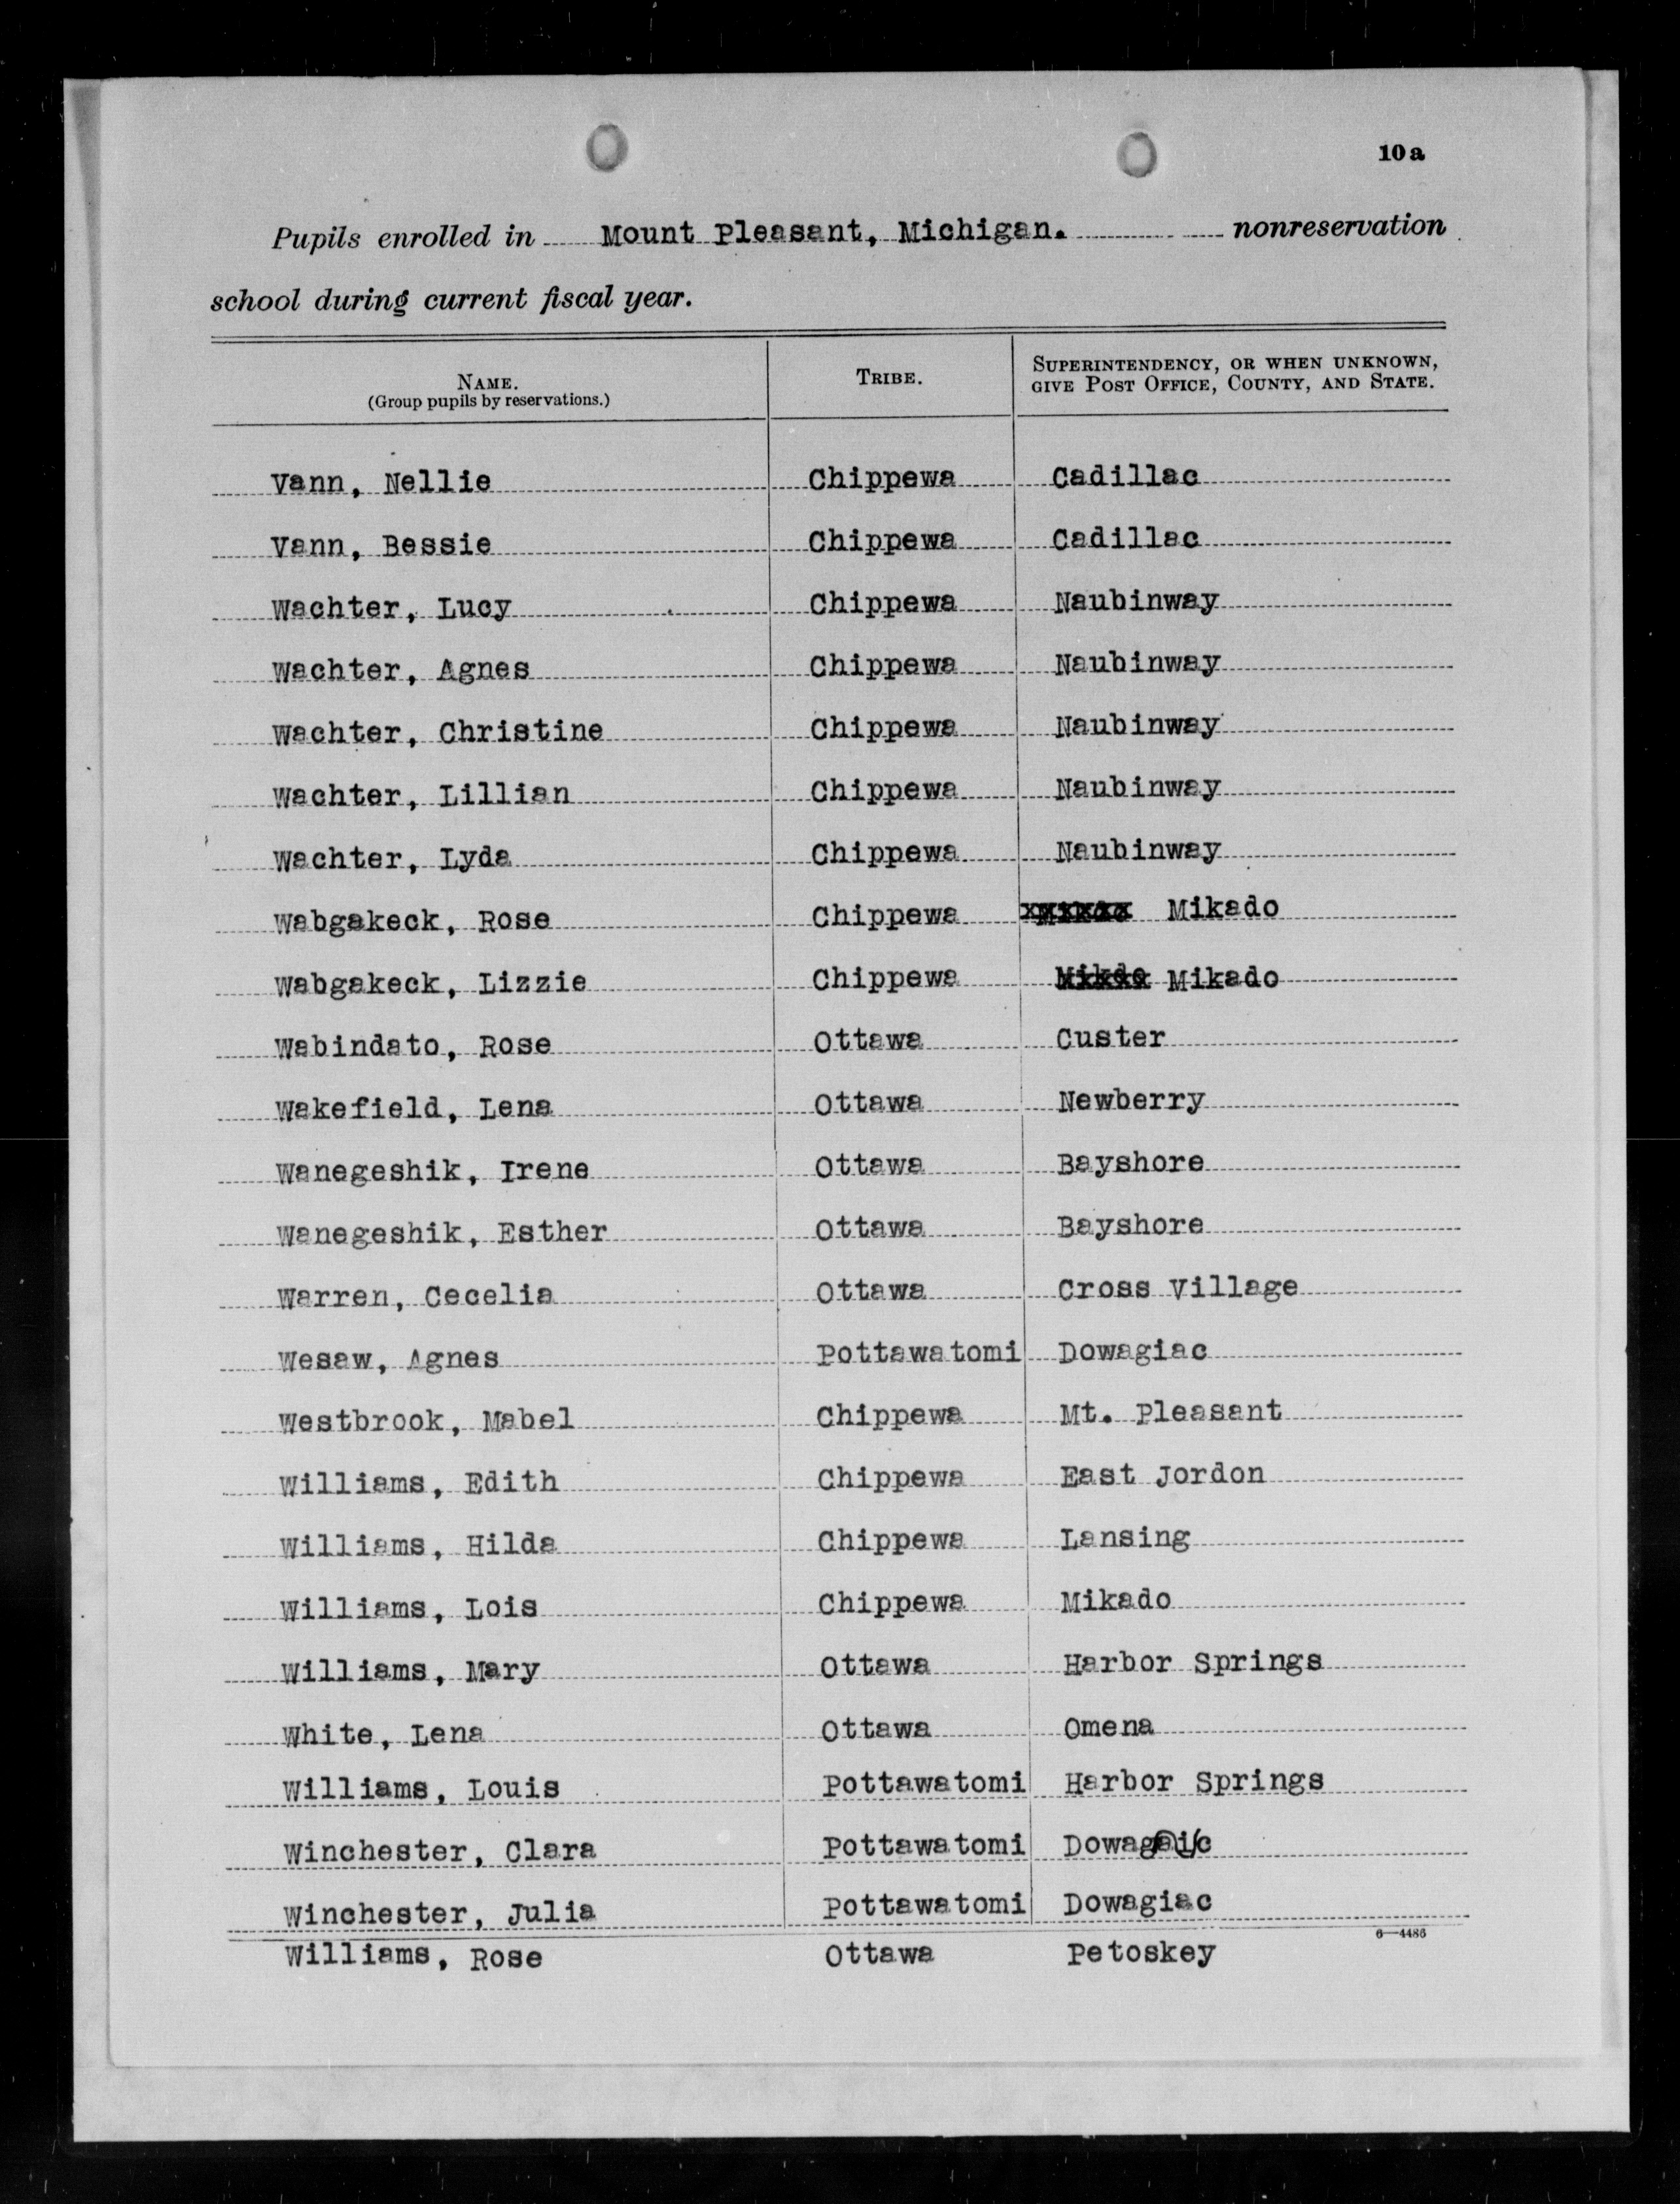 10 a
Pupils enrolled in Mount Pleasant, Michigan. nonreservation
school during current fiscal year.
NAME. TRIBE. SUPERINTENDENCY, OR WHEN UNKNOWN,
(Group pupils by reservations.) GIVE POST OFFICE, COUNTY, AND STATE.
Vann, Nellie Chippewa Cadillac
Vann, Bessie Chippewa Cadillac
Wachter, Lucy Chippewa Naubinway
Wachter, Agnes Chippewa Naubinway
Wachter, Christine Chippewa Naubinway
Wachter, Lillian Chippewa Naubinway
Wachter, Lyda Chippewa Naubinway
Wabgakeck, Rose Chippewa Mikado
Wabgakeck, Lizzie Chippewa Mikado
Wabindato, Rose Ottawa Custer
Wakefield, Lena Ottawa Newberry
Wanegeshik, Irene Ottawa Bayshore
Wanegeshik, Esther Ottawa Bayshore
Warren, Cecelia Ottawa Cross Village
Wesaw, Agnes Pottawatomi Dowagiac
Westbrook, Mabel Chippewa Mt. Pleasant
Williams, Edith Chippewa East Jordon
Williams, Hilda Chippewa Lansing
Williams, Lois Chippewa Mikado
Williams, Mary Ottawa Harbor Springs
White, Lena Ottawa Omena
Williams, Louis Pottawatomi Harbor Springs
Winchester, Clara Pottawatomi Dowagaic
Winchester, Julia Pottawatomi Dowagiac
6—4486
Williams, Rose Ottawa Petoskey